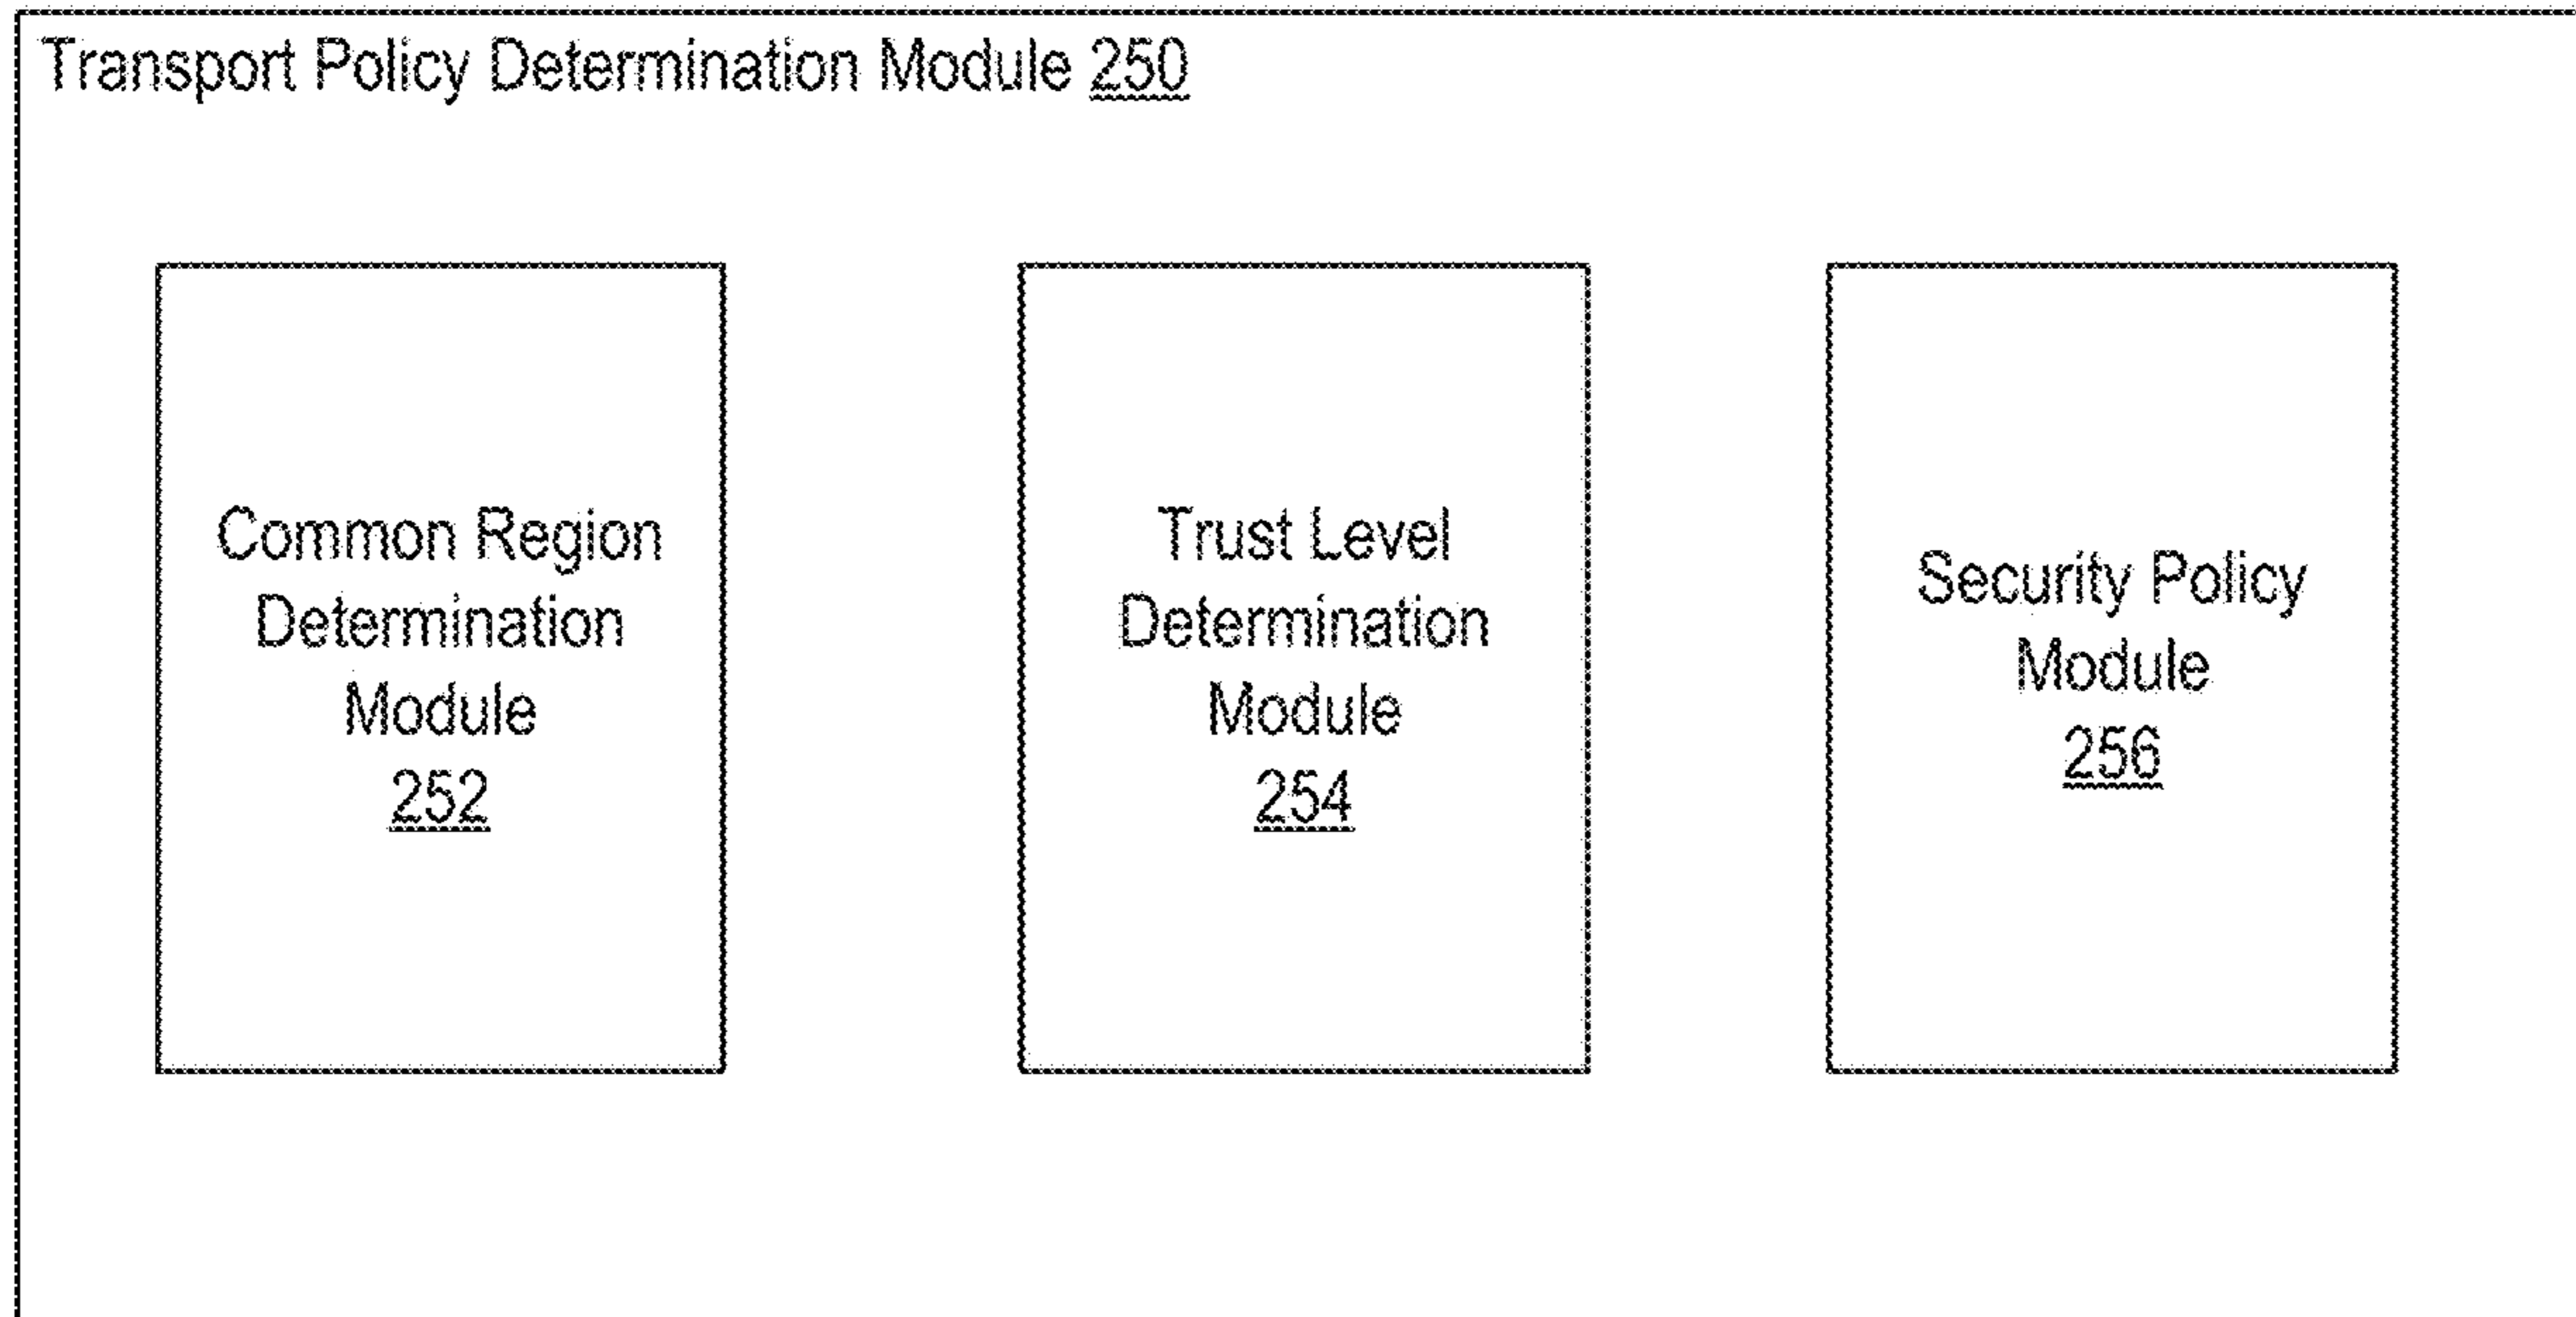 Transport Policy Determination Module 250
Common Region
Determination
Module
252
Trust Level
Determination
Module
254
Security Policy
Module
256